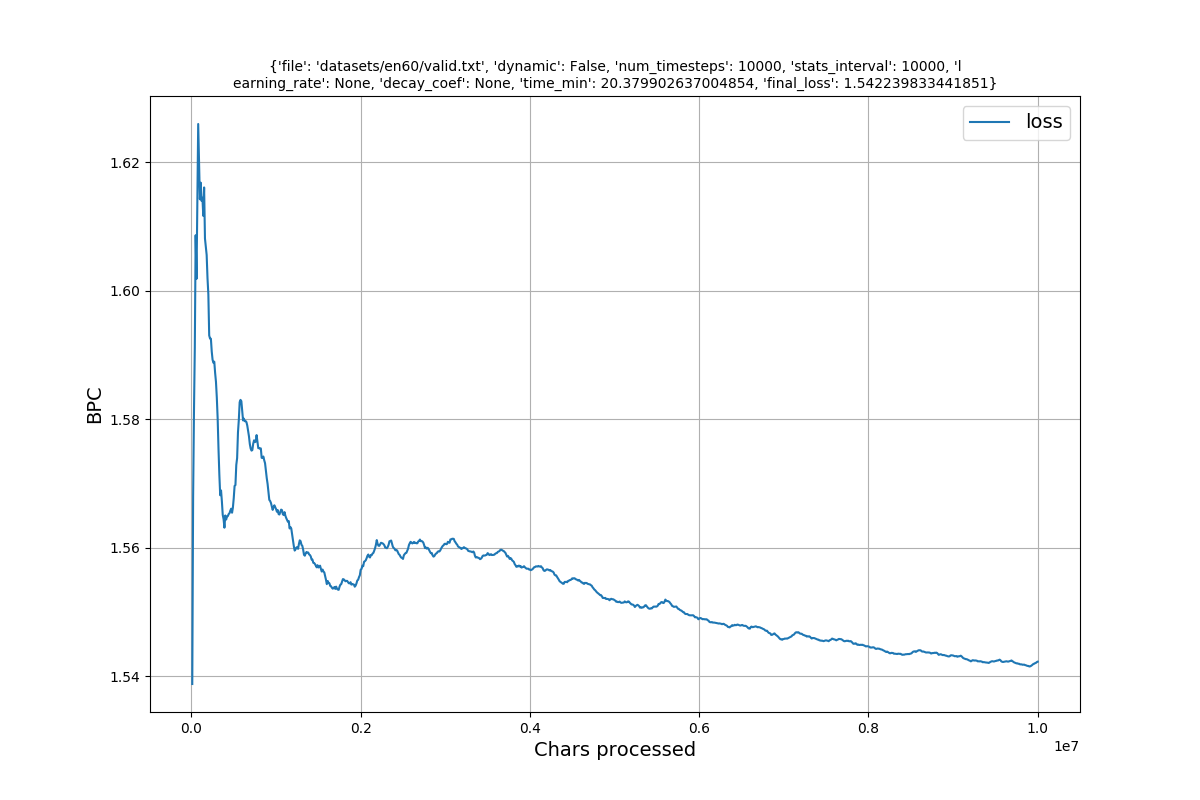 {'file': 'datasets/en60/valid.txt', 'dynamic': False, 'num_timesteps': 10000, 'stats_interval': 10000, 'l
earning_rate': None, 'decay_coef': None, 'time_min': 20.379902637004854, 'final_loss': 1.542239833441851}
loss
1.62
1.60
1.58
1.56
1.54
BPC
0.0 0.2 0.4 0.6 0.8 1.0
1e7
Chars processed